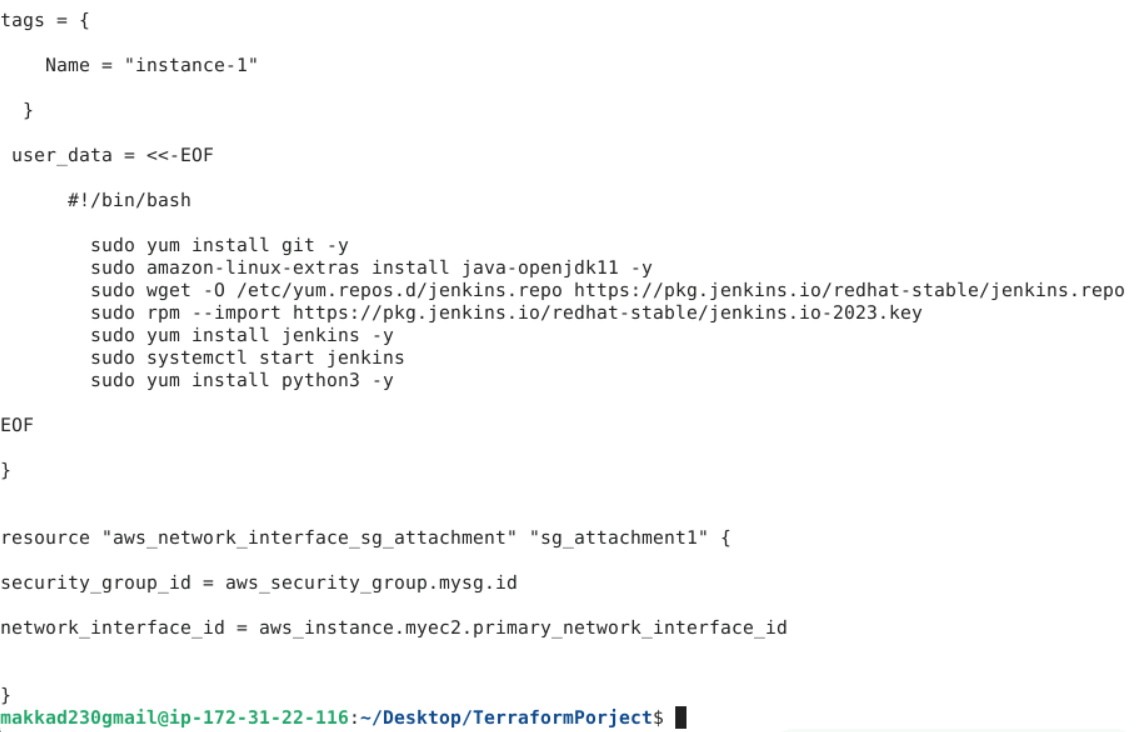 tags = {
Name = "instance-1"
}
user_data = <<-EOF
#!/bin/bash
sudo yum install git -y
sudo amazon-linux-extras install java-openjdk11 -y
sudo wget -O /etc/yum.repos.d/jenkins.repo https://pkg.jenkins.io/redhat-stable/jenkins.repo
sudo rpm --import https://pkg.jenkins.io/redhat-stable/jenkins.io-2023.key
sudo yum install jenkins -y
sudo systemctl start jenkins
sudo yum install python3 -y
EOF
}
resource "aws_network_interface_sg_attachment" "sg_attachment1" {
security_group_id = aws_security_group.mysg.id
network_interface_id = aws_instance.myec2.primary_network_interface_id
}
makkad230gmail@ip-172-31-22-116:~/Desktop/TerraformPorject$